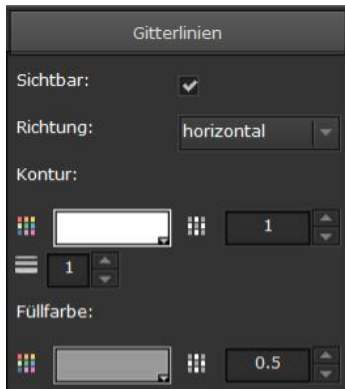 Gitterlinien
Sichtbar:
Richtung: horizontal
Kontur:
1
1
Füllfarbe:
0.5